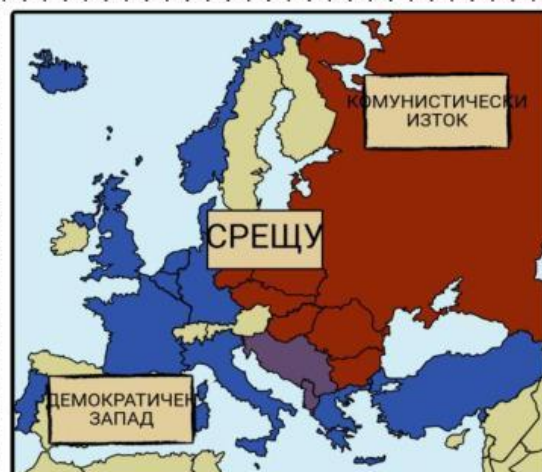 КОМУНИСТИЧЕСКИ
ИЗТОК
СРЕЩУ
ДЕМОКРАТИЧЕН
ЗАПАД